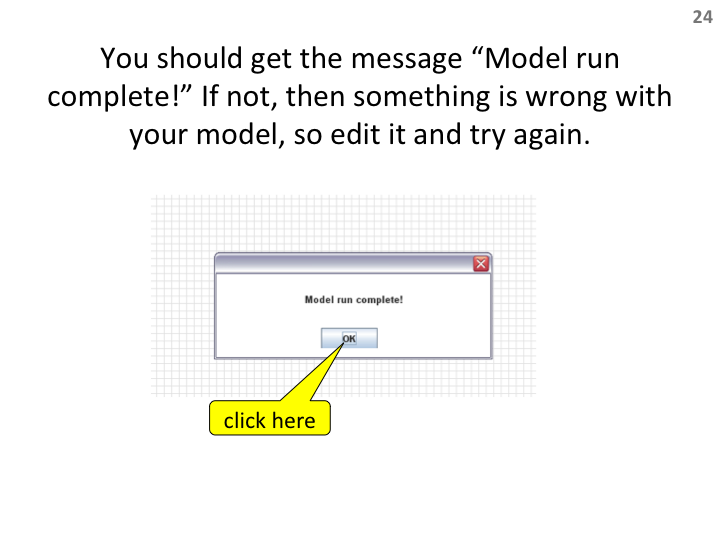 24
You should get the message “Model run
complete!” If not, then something is wrong with
your model, so edit it and try again.
Model run complete!
OK
click here